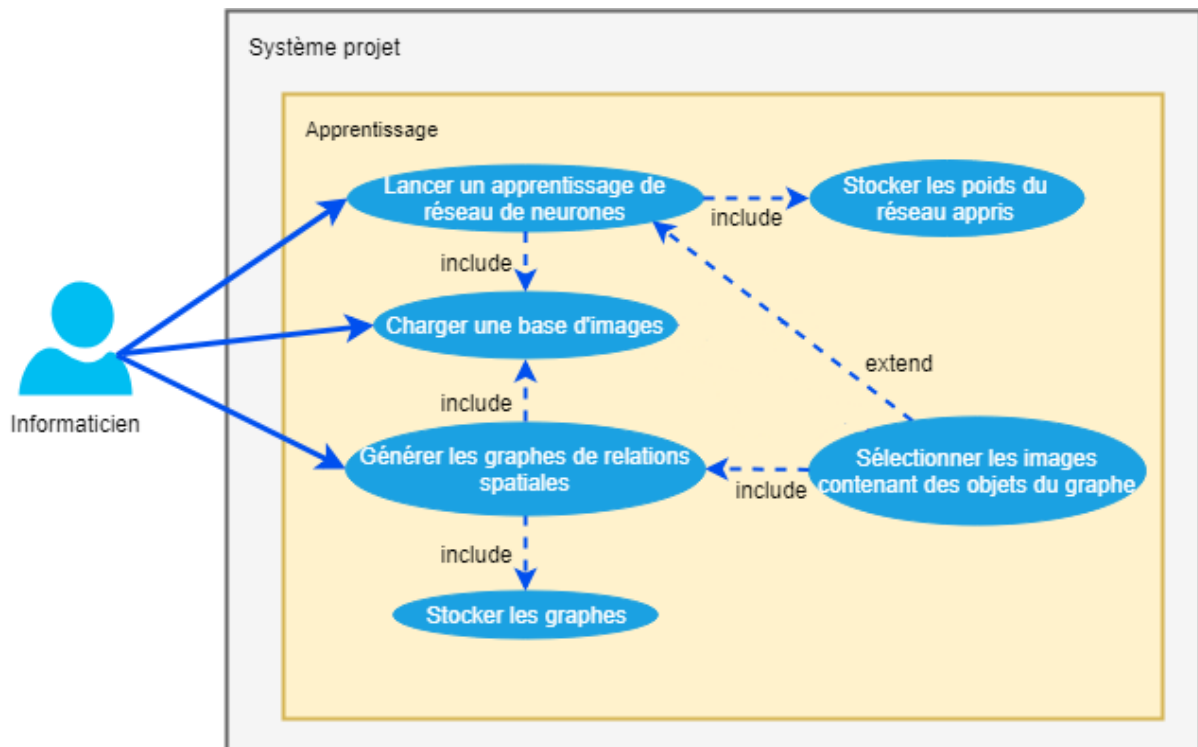 Système projet
Apprentissage
Lancer un apprentissage de
réseau de neurones
include
Stocker les poids du
réseau appris
include
Charger une base d'images
extend
include
Informaticien
Générer les graphes de relations
spatiales
include
Sélectionner les images
contenant des objets du graphe
include
Stocker les graphes